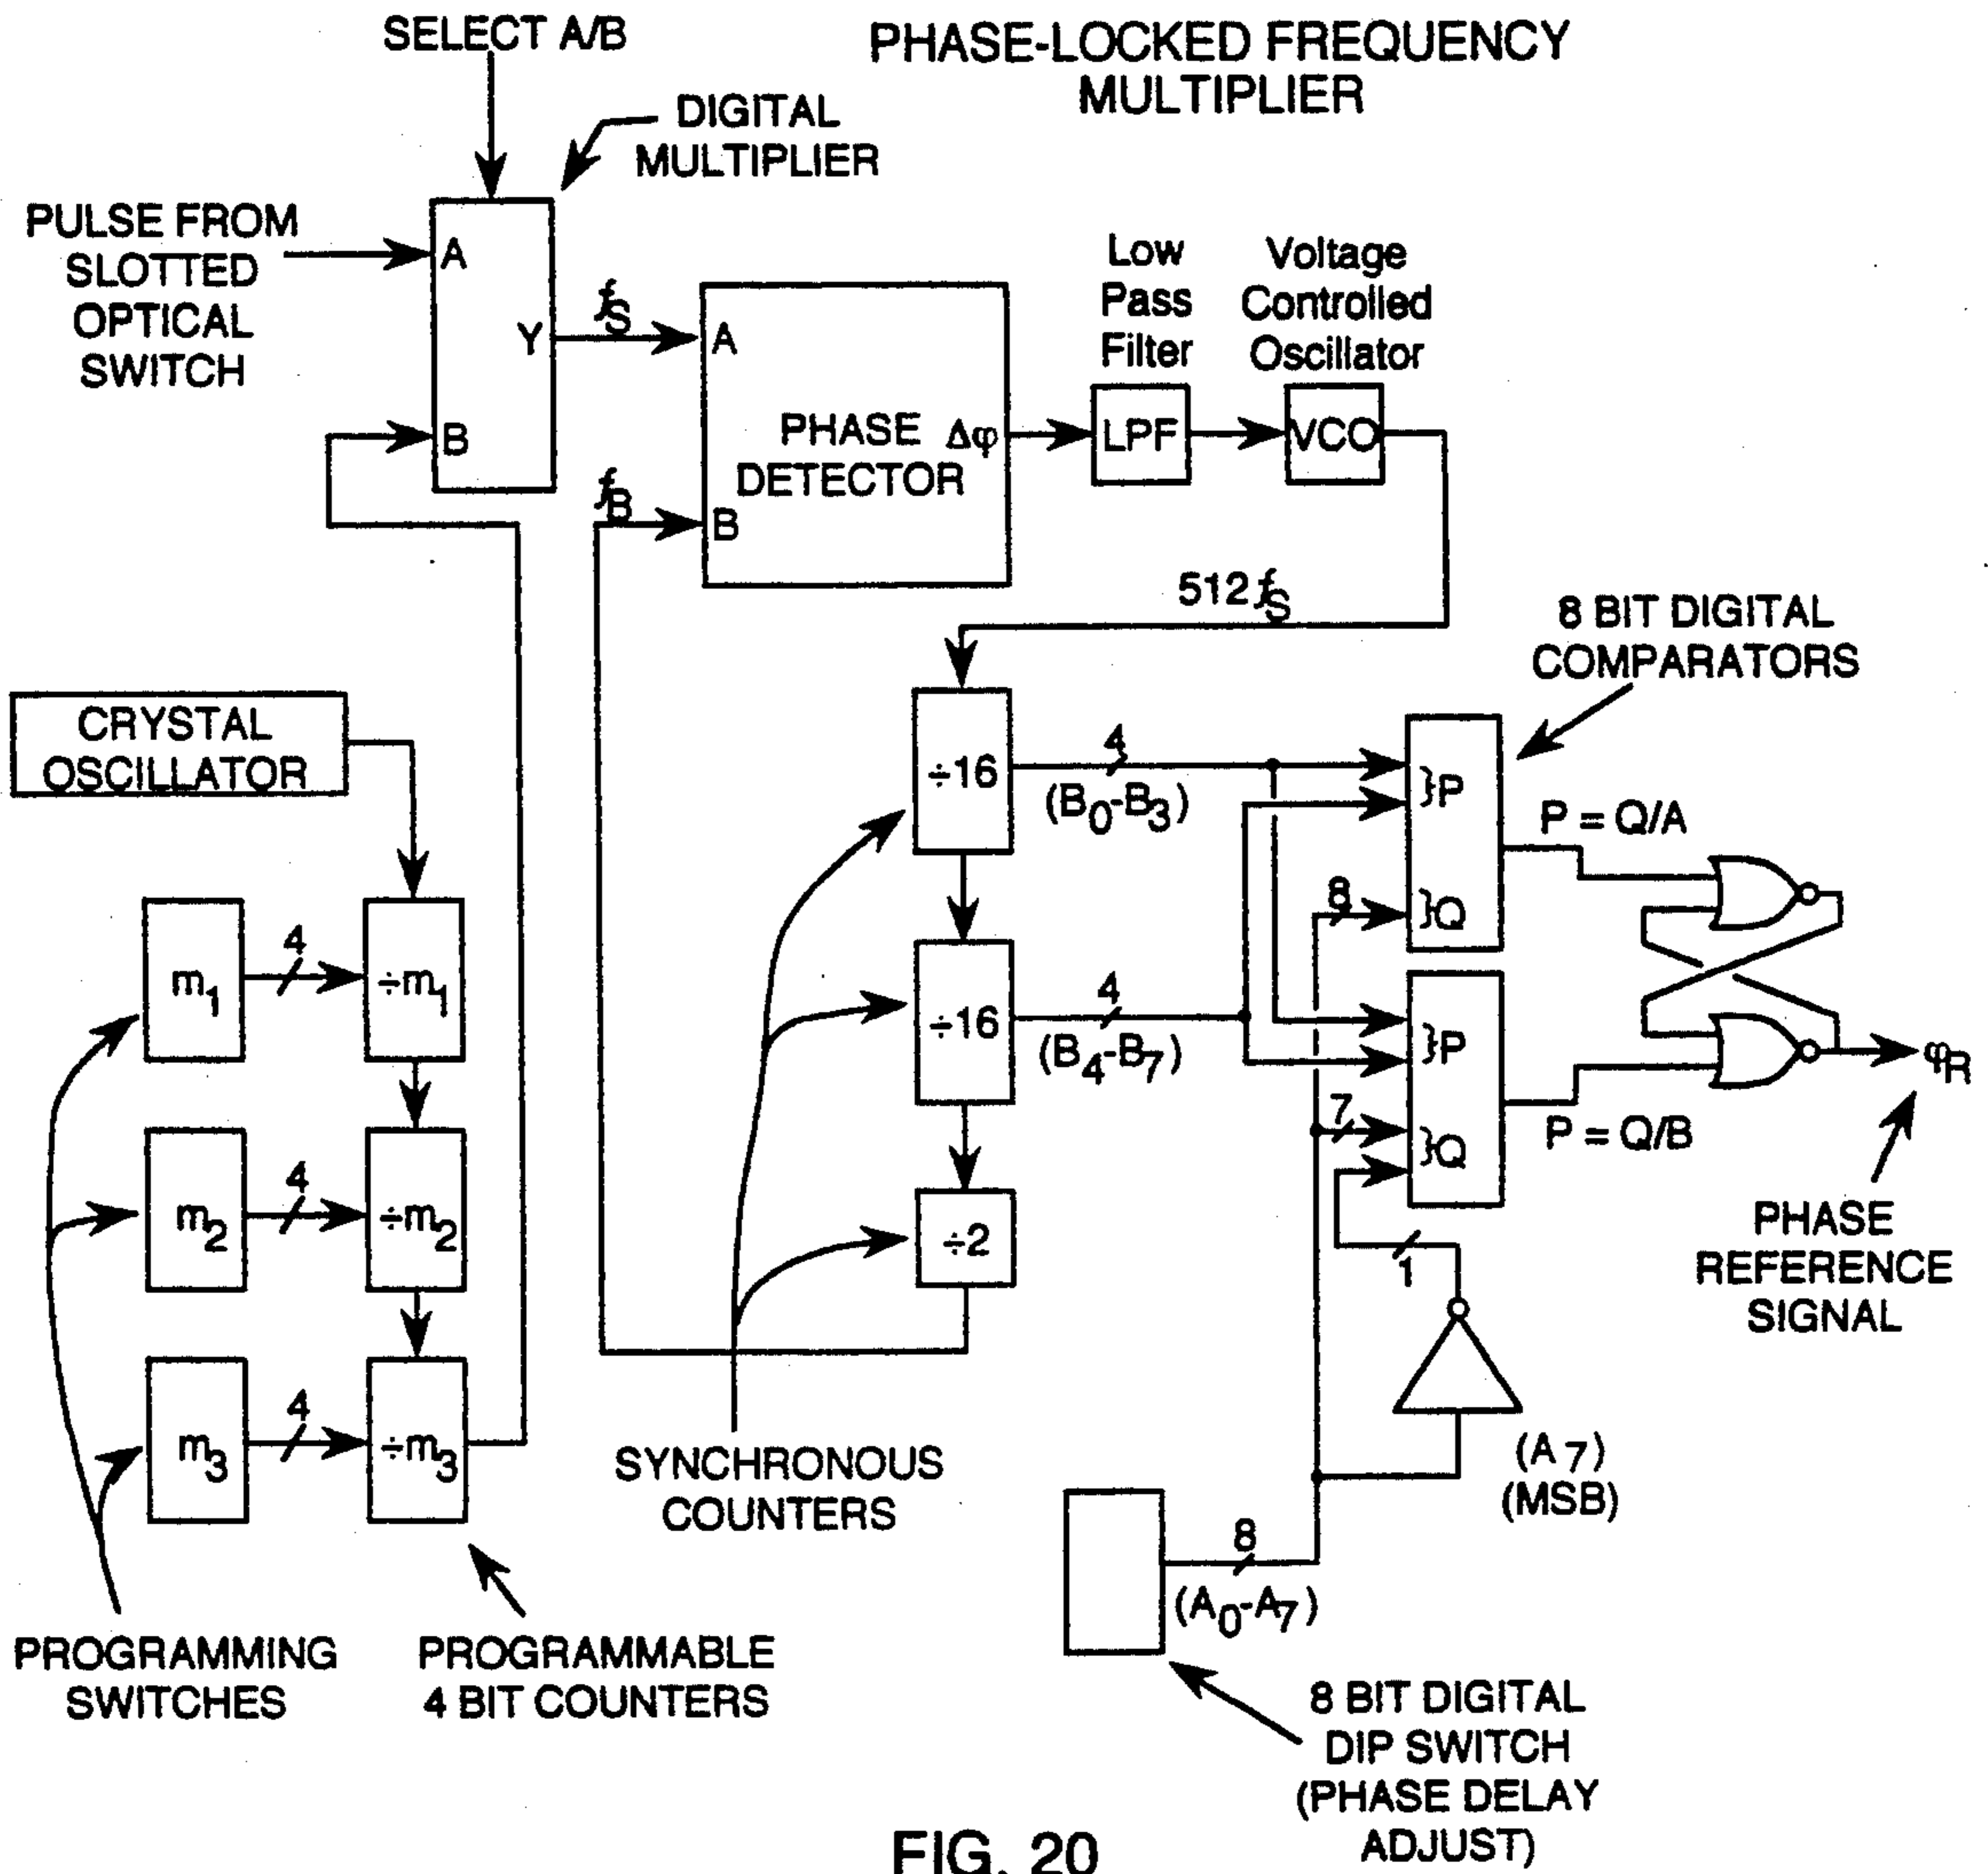 SELECT A/B
PHASE-LOCKED FREQUENCY
MULTIPLIER
DIGITAL
MULTIPLIER
PULSE FROM
SLOTTED
OPTICAL
SWITCH
A
B
Y
fS
A
B
PHASE
DETECTOR
Δφ
fB
Low
Pass
Filter
LPF
Voltage
Controlled
Oscillator
VCO
512 fS
8 BIT DIGITAL
COMPARATORS
CRYSTAL
OSCILLATOR
÷16
4
(B0-B3)
}P
}Q
8
P = Q/A
m1
4
÷m1
÷16
4
(B4-B7)
}P
}Q
7
P = Q/B
φR
m2
4
÷m2
÷2
1
PHASE
REFERENCE
SIGNAL
m3
4
÷m3
SYNCHRONOUS
COUNTERS
(A7)
(MSB)
8
(A0-A7)
PROGRAMMING
SWITCHES
PROGRAMMABLE
4 BIT COUNTERS
8 BIT DIGITAL
DIP SWITCH
(PHASE DELAY
ADJUST)
FIG. 20